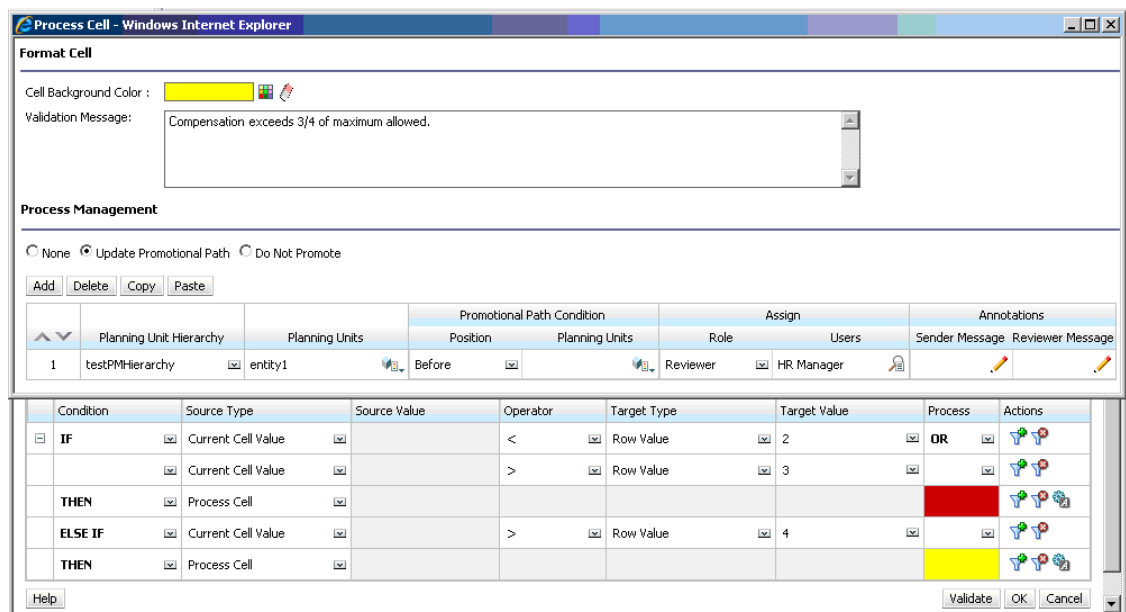 Process Cell - Windows Internet Explorer
Format Cell
Cell Background Color :
Validation Message:
Compensation exceeds 3/4 of maximum allowed.
Process Management
None Update Promotional Path Do Not Promote
Add Delete Copy Paste
Promotional Path Condition Assign Annotations
Planning Unit Hierarchy Planning Units Position Planning Units Role Users Sender Message Reviewer Message
1 testPMHierarchy entity1 Before Reviewer HR Manager
Condition Source Type Source Value Operator Target Type Target Value Process Actions
IF Current Cell Value < Row Value 2 OR
Current Cell Value > Row Value 3
THEN Process Cell
ELSE IF Current Cell Value > Row Value 4
THEN Process Cell
Help Validate OK Cancel